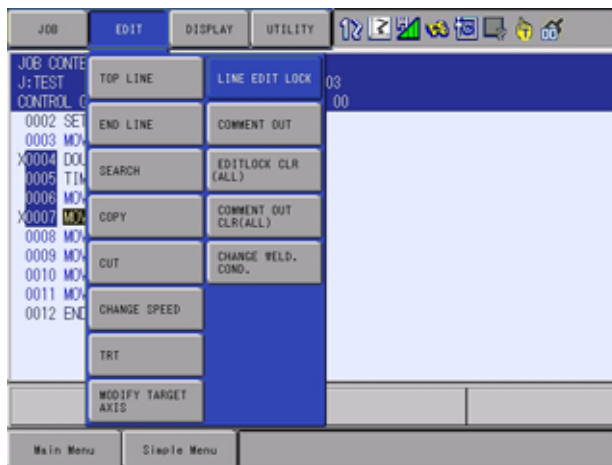 JOB EDIT DISPLAY UTILITY
JOB CONTE
J:TEST 03
CONTROL 00
0002 SET
0003 MOV
X0004 DOU
0005 TIM
0006 MOV
X0007 MOV
0008 MOV
0009 MOV
0010 MOV
0011 MOV
0012 END
TOP LINE
END LINE
SEARCH
COPY
CUT
CHANGE SPEED
TRT
MODIFY TARGET
AXIS
LINE EDIT LOCK
COMMENT OUT
EDITLOCK CLR
(ALL)
COMMENT OUT
CLR(ALL)
CHANGE WELD.
COND.
Main Menu Simple Menu